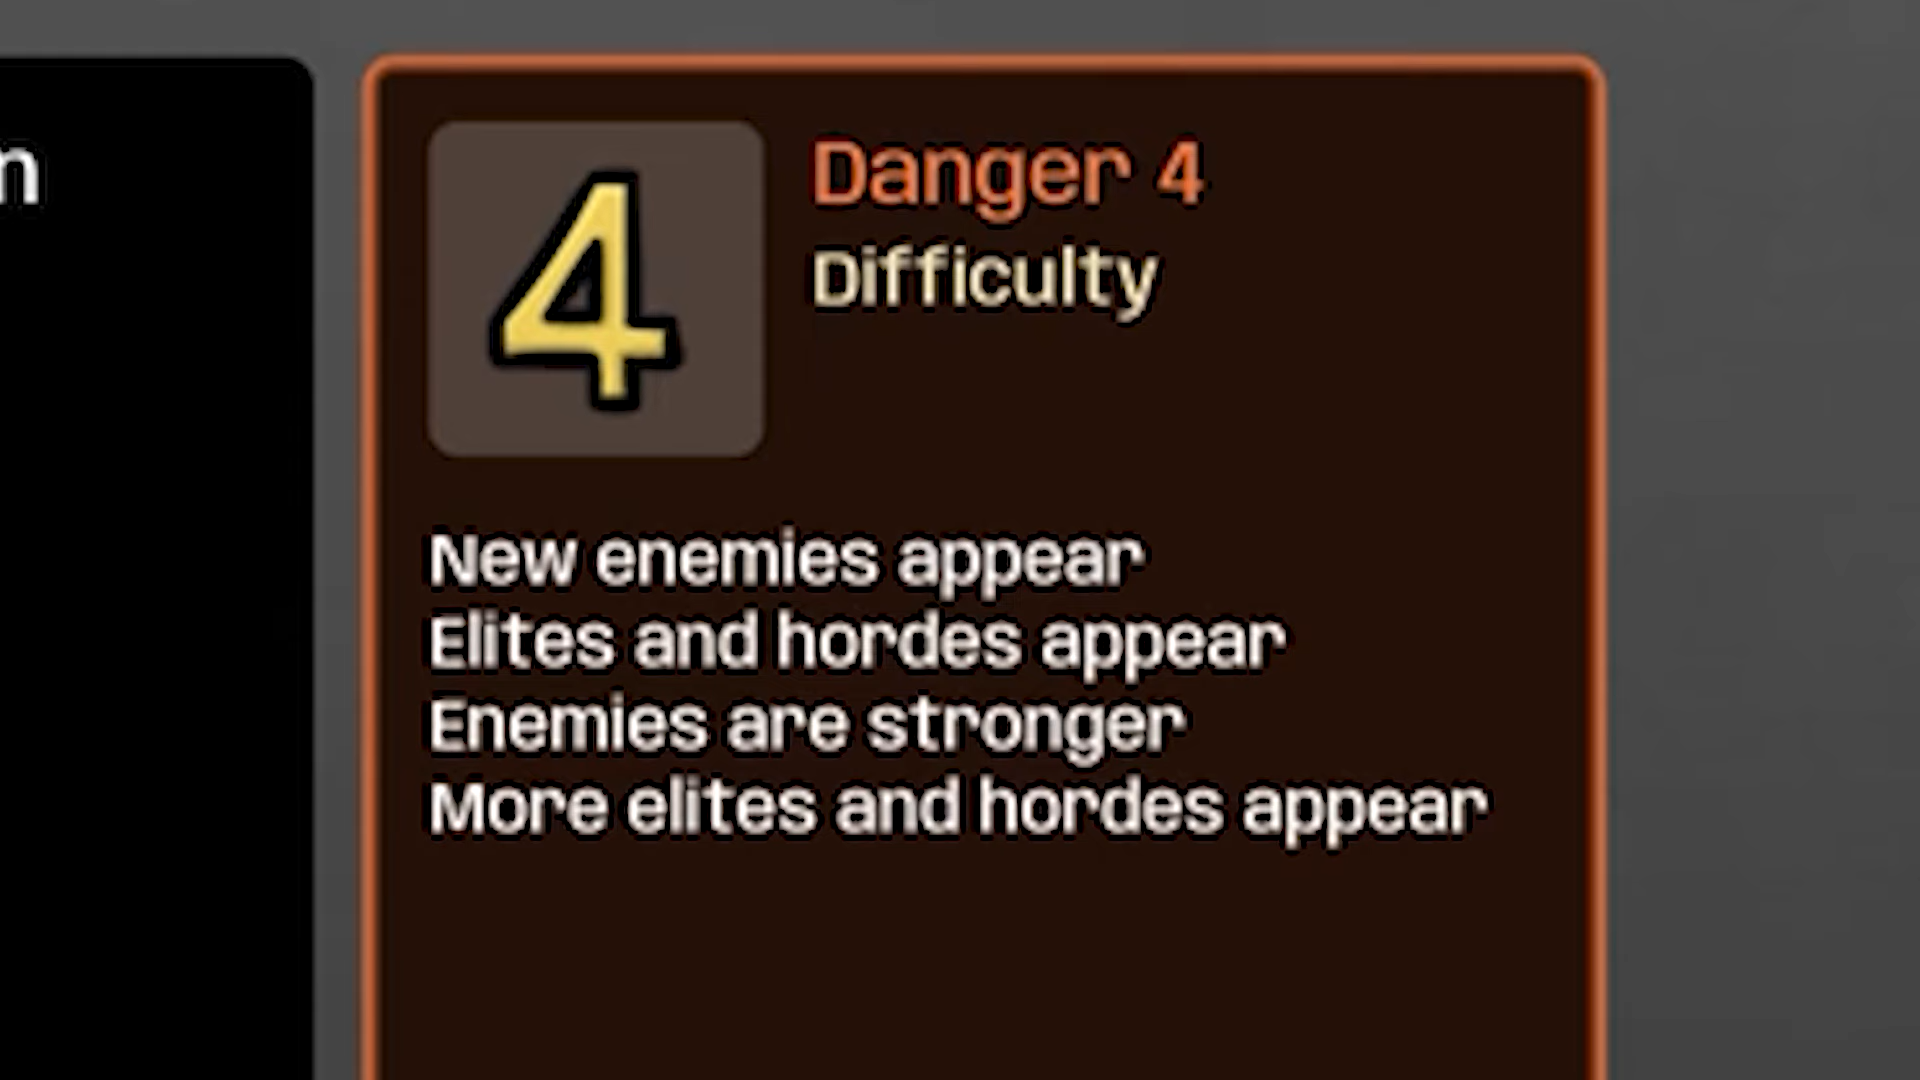 n
4
Danger 4
Difficulty
New enemies appear
Elites and hordes appear
Enemies are stronger
More elites and hordes appear